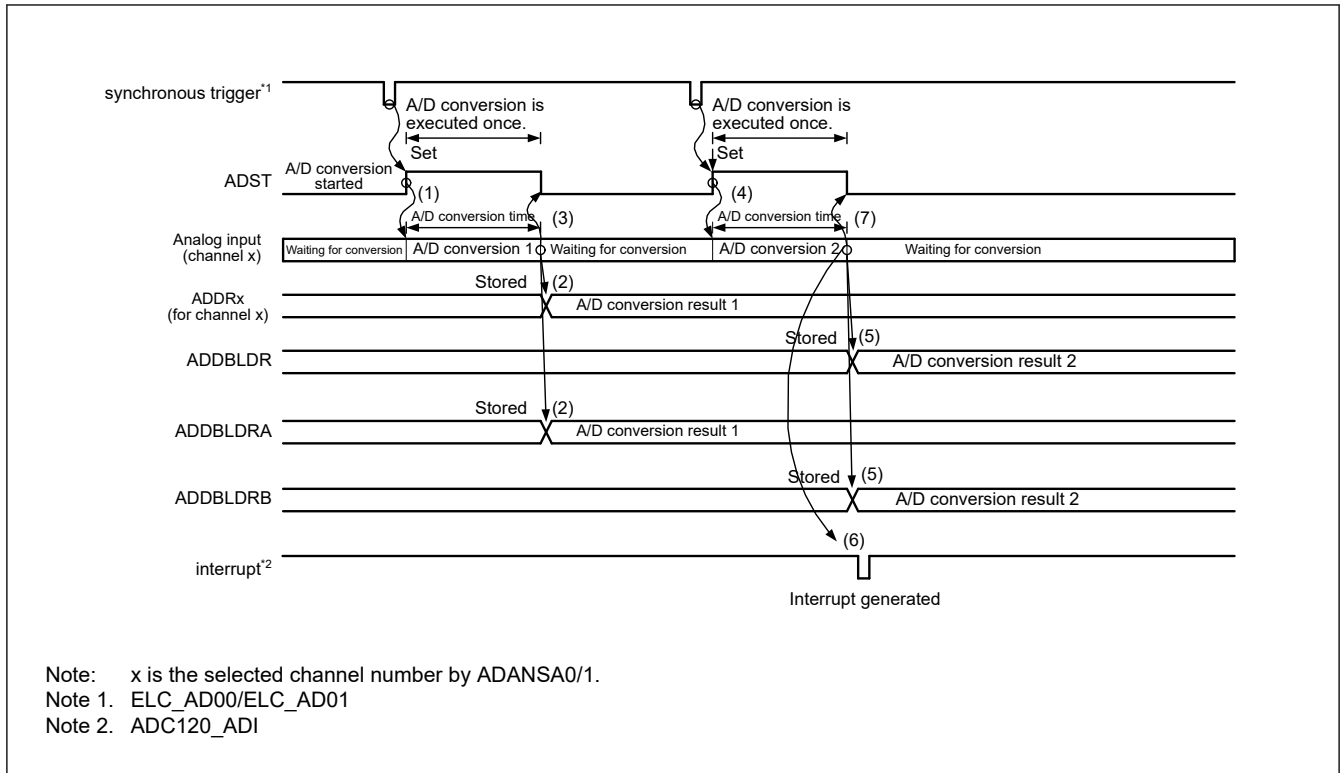 synchronous trigger*1
A/D conversion is
executed once.
A/D conversion is
executed once.
Set
Set
ADST
A/D conversion
started
(1)
(4)
A/D conversion time
(3)
A/D conversion time
(7)
Analog input
(channel x)
Waiting for conversion
A/D conversion 1
Waiting for conversion
A/D conversion 2
Waiting for conversion
Stored
(2)
ADDRx
(for channel x)
A/D conversion result 1
Stored
(5)
ADDBLDR
A/D conversion result 2
Stored
(2)
ADDBLDRA
A/D conversion result 1
Stored
(5)
ADDBLDRB
A/D conversion result 2
(6)
interrupt*2
Interrupt generated
Note: x is the selected channel number by ADANSA0/1.
Note 1. ELC_AD00/ELC_AD01
Note 2. ADC120_ADI